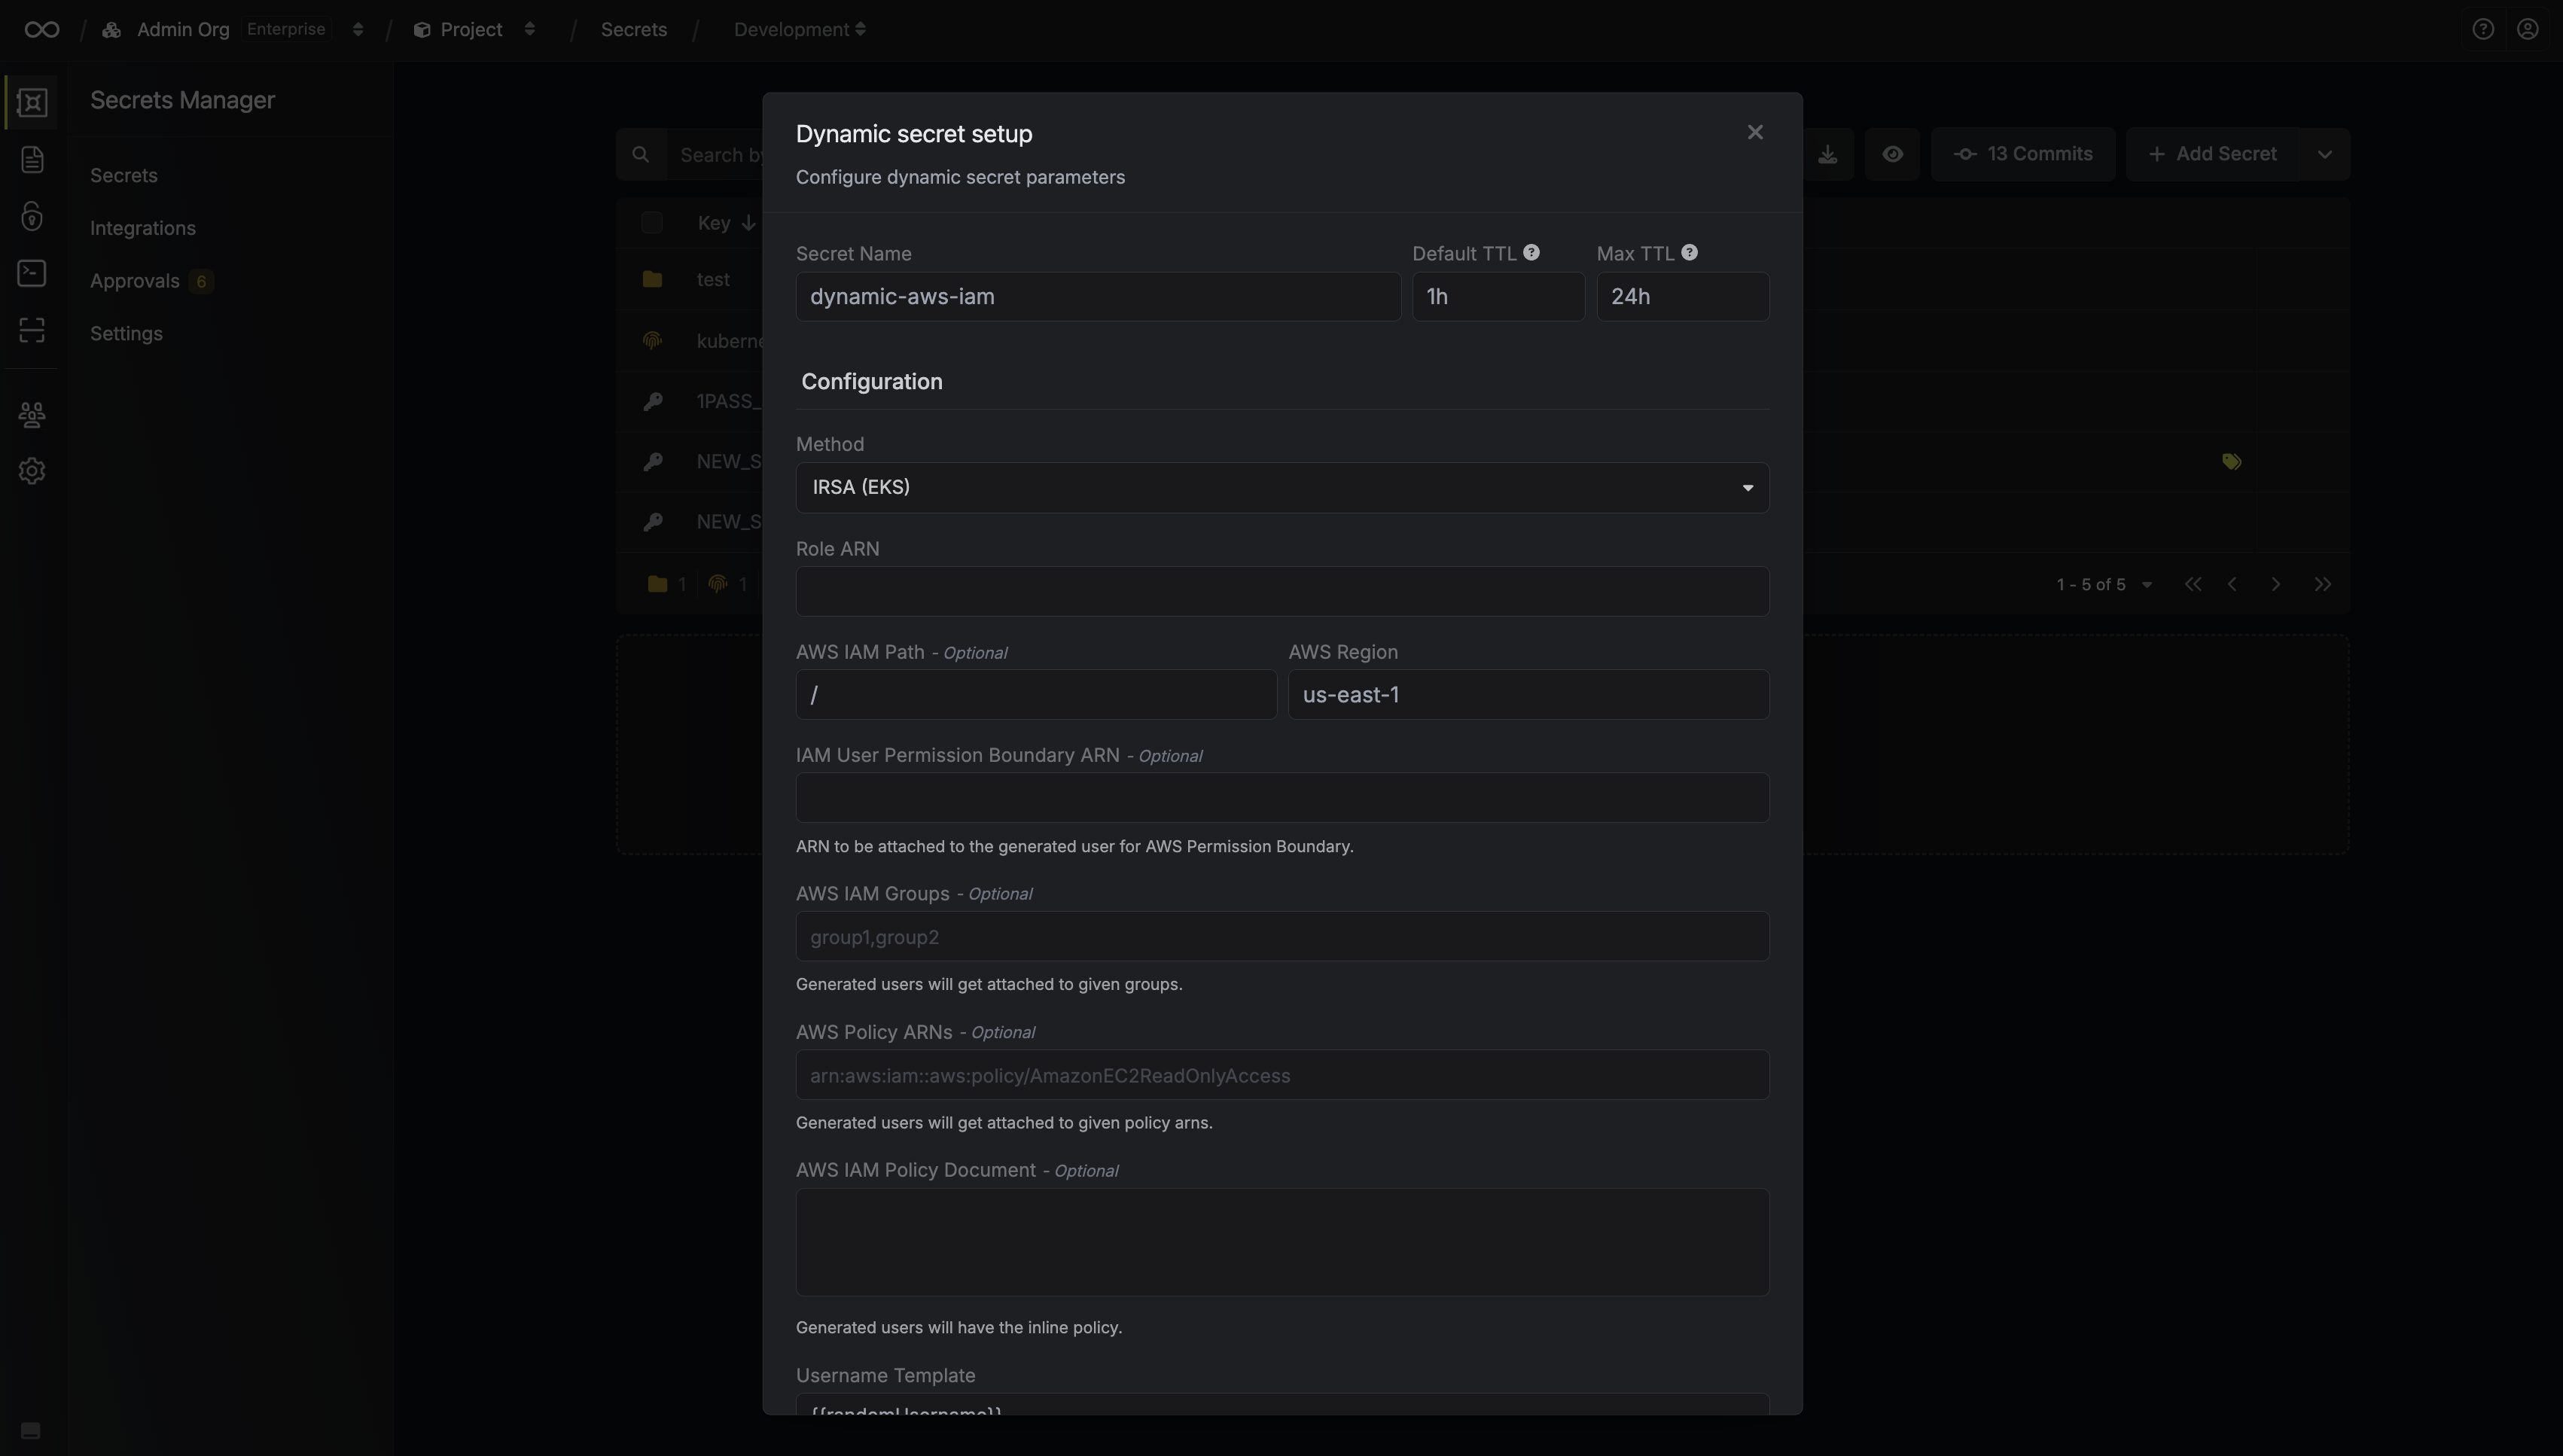 Admin Org Enterprise / Project / Secrets / Development
Secrets Manager
Secrets
Integrations
Approvals 6
Settings
Search by
13 Commits
+ Add Secret
Key
test
kuberne
1PASS_
NEW_S
NEW_S
1 1
1 - 5 of 5
Dynamic secret setup
Configure dynamic secret parameters
Secret Name Default TTL ? Max TTL ?
dynamic-aws-iam 1h 24h
Configuration
Method
IRSA (EKS)
Role ARN
AWS IAM Path - Optional AWS Region
/ us-east-1
IAM User Permission Boundary ARN - Optional
ARN to be attached to the generated user for AWS Permission Boundary.
AWS IAM Groups - Optional
group1,group2
Generated users will get attached to given groups.
AWS Policy ARNs - Optional
arn:aws:iam::aws:policy/AmazonEC2ReadOnlyAccess
Generated users will get attached to given policy arns.
AWS IAM Policy Document - Optional
Generated users will have the inline policy.
Username Template
{{randomUsername}}